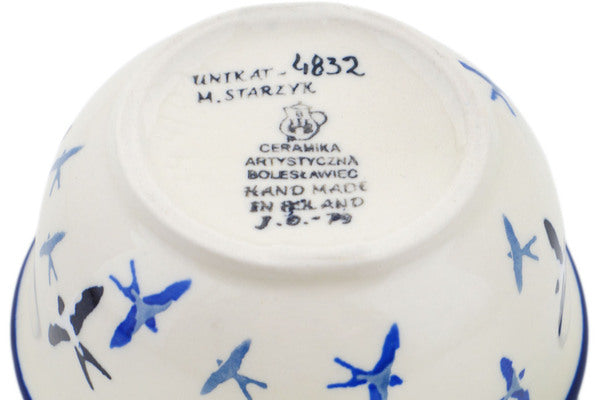 UNIKAT-4832
M. STARZYK
CERAMIKA
ARTYSTYCZNA
BOLESŁAWIEC
HAND MADE
IN POLAND